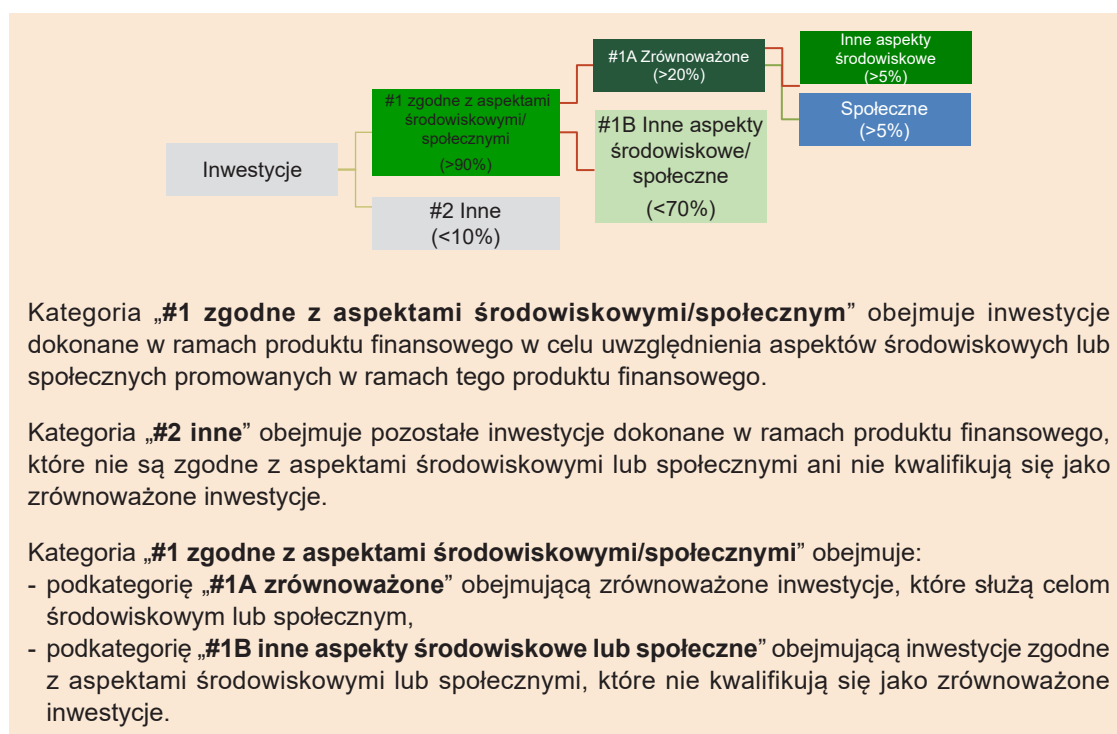 Inwestycje
#1 zgodne z aspektami
środowiskowymi/
społecznymi
(>90%)
#2 Inne
(<10%)
#1A Zrównoważone
(>20%)
#1B Inne aspekty
środowiskowe/
społeczne
(<70%)
Inne aspekty
środowiskowe
(>5%)
Społeczne
(>5%)
Kategoria „#1 zgodne z aspektami środowiskowymi/społecznym” obejmuje inwestycje
dokonane w ramach produktu finansowego w celu uwzględnienia aspektów środowiskowych lub
społecznych promowanych w ramach tego produktu finansowego.
Kategoria „#2 inne” obejmuje pozostałe inwestycje dokonane w ramach produktu finansowego,
które nie są zgodne z aspektami środowiskowymi lub społecznymi ani nie kwalifikują się jako
zrównoważone inwestycje.
Kategoria „#1 zgodne z aspektami środowiskowymi/społecznymi” obejmuje:
- podkategorię „#1A zrównoważone” obejmującą zrównoważone inwestycje, które służą celom
środowiskowym lub społecznym,
- podkategorię „#1B inne aspekty środowiskowe lub społeczne” obejmującą inwestycje zgodne
z aspektami środowiskowymi lub społecznymi, które nie kwalifikują się jako zrównoważone
inwestycje.